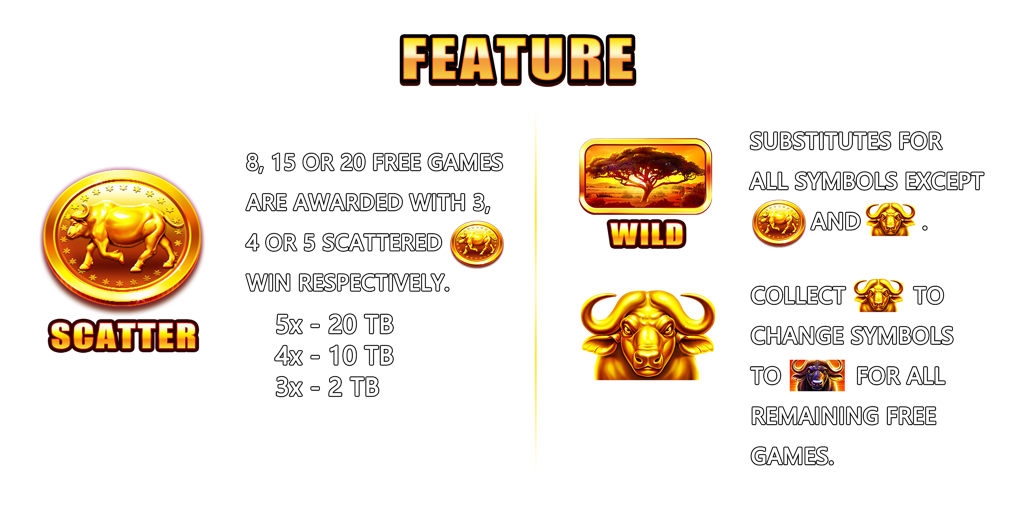 FEATURE
8, 15 OR 20 FREE GAMES
ARE AWARDED WITH 3,
4 OR 5 SCATTERED
WIN RESPECTIVELY.
SCATTER
5x - 20 TB
4x - 10 TB
3x - 2 TB
SUBSTITUTES FOR
ALL SYMBOLS EXCEPT
AND .
WILD
COLLECT TO
CHANGE SYMBOLS
TO FOR ALL
REMAINING FREE
GAMES.